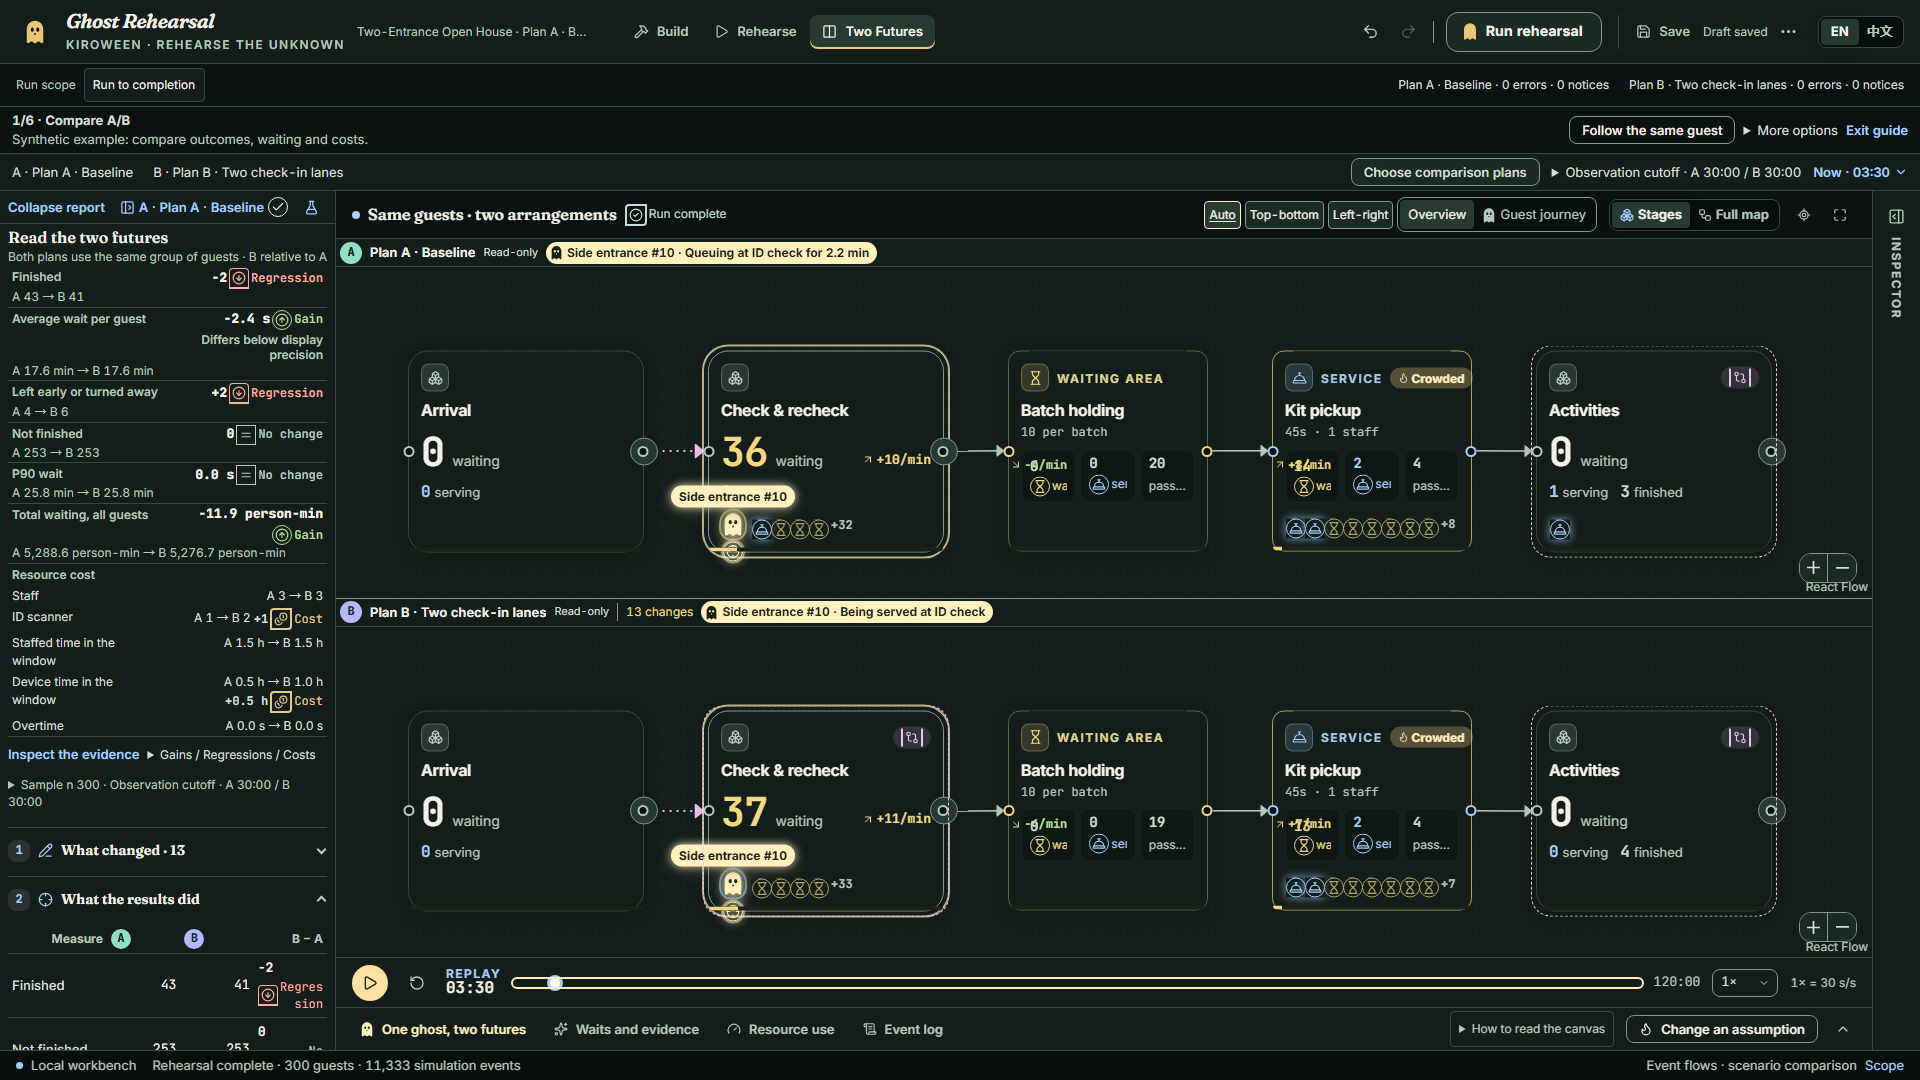 Ghost Rehearsal
KIROWEEN · REHEARSE THE UNKNOWN
Two-Entrance Open House · Plan A · B...
Build
Rehearse
Two Futures
Run rehearsal
Save
Draft saved
EN
中文
Run scope
Run to completion
Plan A · Baseline · 0 errors · 0 notices
Plan B · Two check-in lanes · 0 errors · 0 notices
1/6 · Compare A/B
Synthetic example: compare outcomes, waiting and costs.
Follow the same guest
More options
Exit guide
A · Plan A · Baseline
B · Plan B · Two check-in lanes
Choose comparison plans
Observation cutoff · A 30:00 / B 30:00
Now · 03:30
Collapse report
A · Plan A · Baseline
Read the two futures
Both plans use the same group of guests · B relative to A
Finished
-2 Regression
A 43 → B 41
Average wait per guest
-2.4 s Gain
Differs below display
precision
A 17.6 min → B 17.6 min
Left early or turned away
+2 Regression
A 4 → B 6
Not finished
0 No change
A 253 → B 253
P90 wait
0.0 s No change
A 25.8 min → B 25.8 min
Total waiting, all guests
-11.9 person-min
Gain
A 5,288.6 person-min → B 5,276.7 person-min
Resource cost
Staff
A 3 → B 3
ID scanner
A 1 → B 2 +1 Cost
Staffed time in the
window
A 1.5 h → B 1.5 h
Device time in the
window
A 0.5 h → B 1.0 h
+0.5 h Cost
Overtime
A 0.0 s → B 0.0 s
Inspect the evidence
Gains / Regressions / Costs
Sample n 300 · Observation cutoff · A 30:00 / B
30:00
1 What changed · 13
2 What the results did
Measure A B B − A
Finished 43 41 -2
Regres
sion
Not finished 253 253 0
No
Same guests · two arrangements
Run complete
Auto
Top-bottom
Left-right
Overview
Guest journey
Stages
Full map
INSPECTOR
A Plan A · Baseline
Read-only
Side entrance #10 · Queuing at ID check for 2.2 min
Arrival
0 waiting
0 serving
Check & recheck
36 waiting
+10/min
Side entrance #10
+32
WAITING AREA
Batch holding
10 per batch
/min
wa
0
ser
20
pass...
SERVICE
Crowded
Kit pickup
45s · 1 staff
/min
wa
2
ser
4
pass...
+8
Activities
0 waiting
1 serving 3 finished
React Flow
B Plan B · Two check-in lanes
Read-only
13 changes
Side entrance #10 · Being served at ID check
Arrival
0 waiting
0 serving
Check & recheck
37 waiting
+11/min
Side entrance #10
+33
WAITING AREA
Batch holding
10 per batch
/min
wa
0
ser
19
pass...
SERVICE
Crowded
Kit pickup
45s · 1 staff
/min
wa
2
ser
4
pass...
+7
Activities
0 waiting
0 serving 4 finished
React Flow
REPLAY
03:30
120:00
1×
1× = 30 s/s
One ghost, two futures
Waits and evidence
Resource use
Event log
How to read the canvas
Change an assumption
Local workbench
Rehearsal complete · 300 guests · 11,333 simulation events
Event flows · scenario comparison
Scope